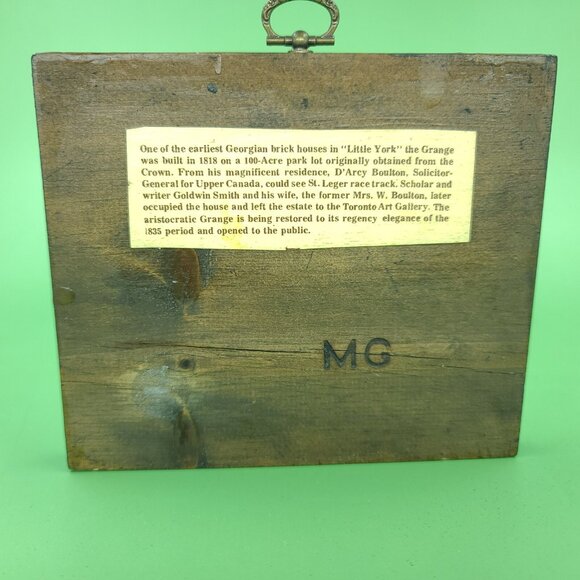 One of the earliest Georgian brick houses in "Little York" the Grange
was built in 1818 on a 100-Acre park lot originally obtained from the
Crown. From his magnificent residence, D'Arcy Boulton, Solicitor-
General for Upper Canada, could see St. Leger race track. Scholar and
writer Goldwin Smith and his wife, the former Mrs. W. Boulton, later
occupied the house and left the estate to the Toronto Art Gallery. The
aristocratic Grange is being restored to its regency elegance of the
1835 period and opened to the public.
MG